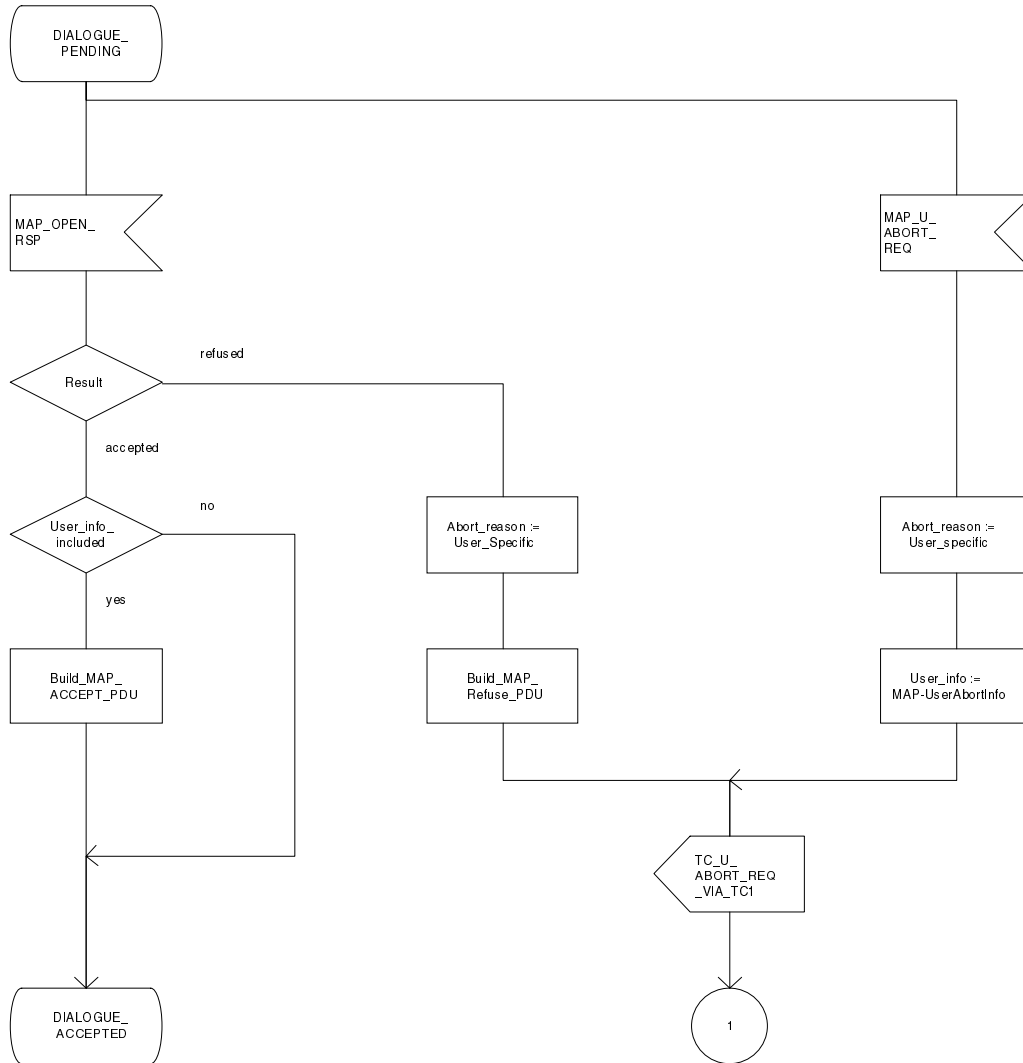 DIALOGUE_
PENDING
MAP_OPEN_
RSP
MAP_U_
ABORT_
REQ
refused
Result
accepted
no
User_info_
included
Abort_reason :=
User_Specific
Abort_reason :=
User_specific
yes
Build_MAP_
ACCEPT_PDU
Build_MAP_
Refuse_PDU
User_info :=
MAP-UserAbortInfo
TC_U_
ABORT_REQ
_VIA_TC1
DIALOGUE_
ACCEPTED
1